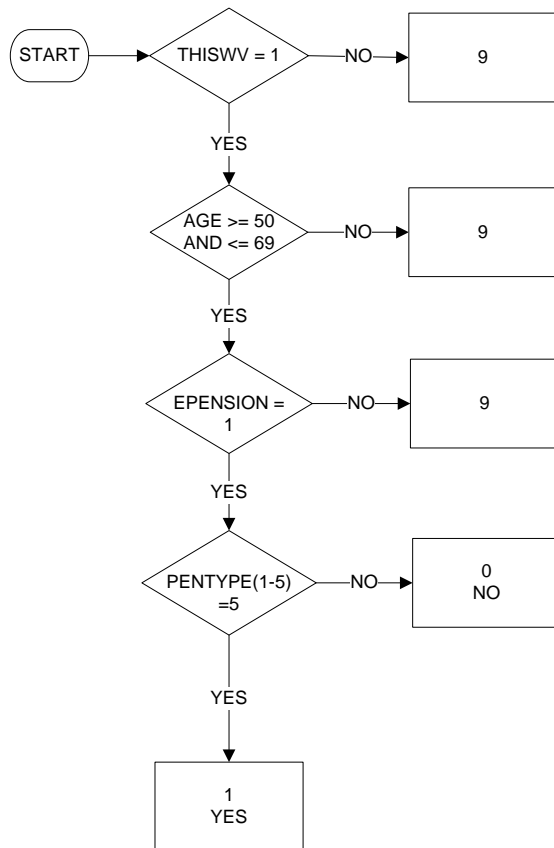 START
THISWV = 1
NO
9
YES
AGE >= 50
AND <= 69
NO
9
YES
EPENSION =
1
NO
9
YES
PENTYPE(1-5)
=5
NO
0
NO
YES
1
YES